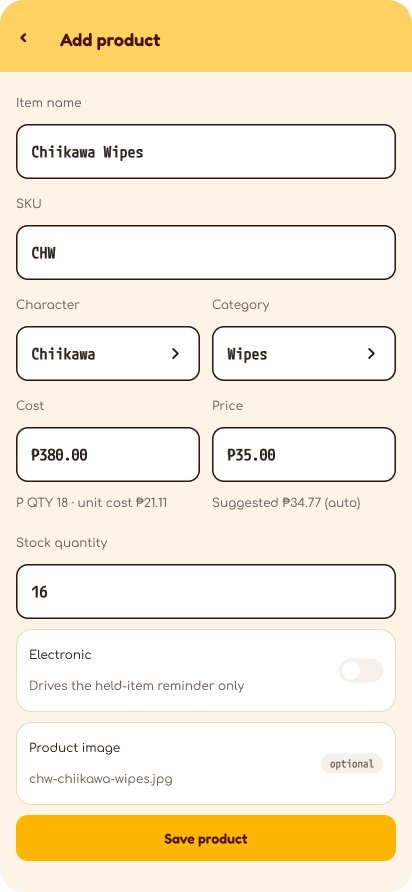 Add product
Item name
Chiikawa Wipes
SKU
CHW
Character
Category
Chiikawa
Wipes
Cost
Price
₱380.00
₱35.00
P QTY 18 · unit cost ₱21.11
Suggested ₱34.77 (auto)
Stock quantity
16
Electronic
Drives the held-item reminder only
Product image
chw-chiikawa-wipes.jpg
optional
Save product